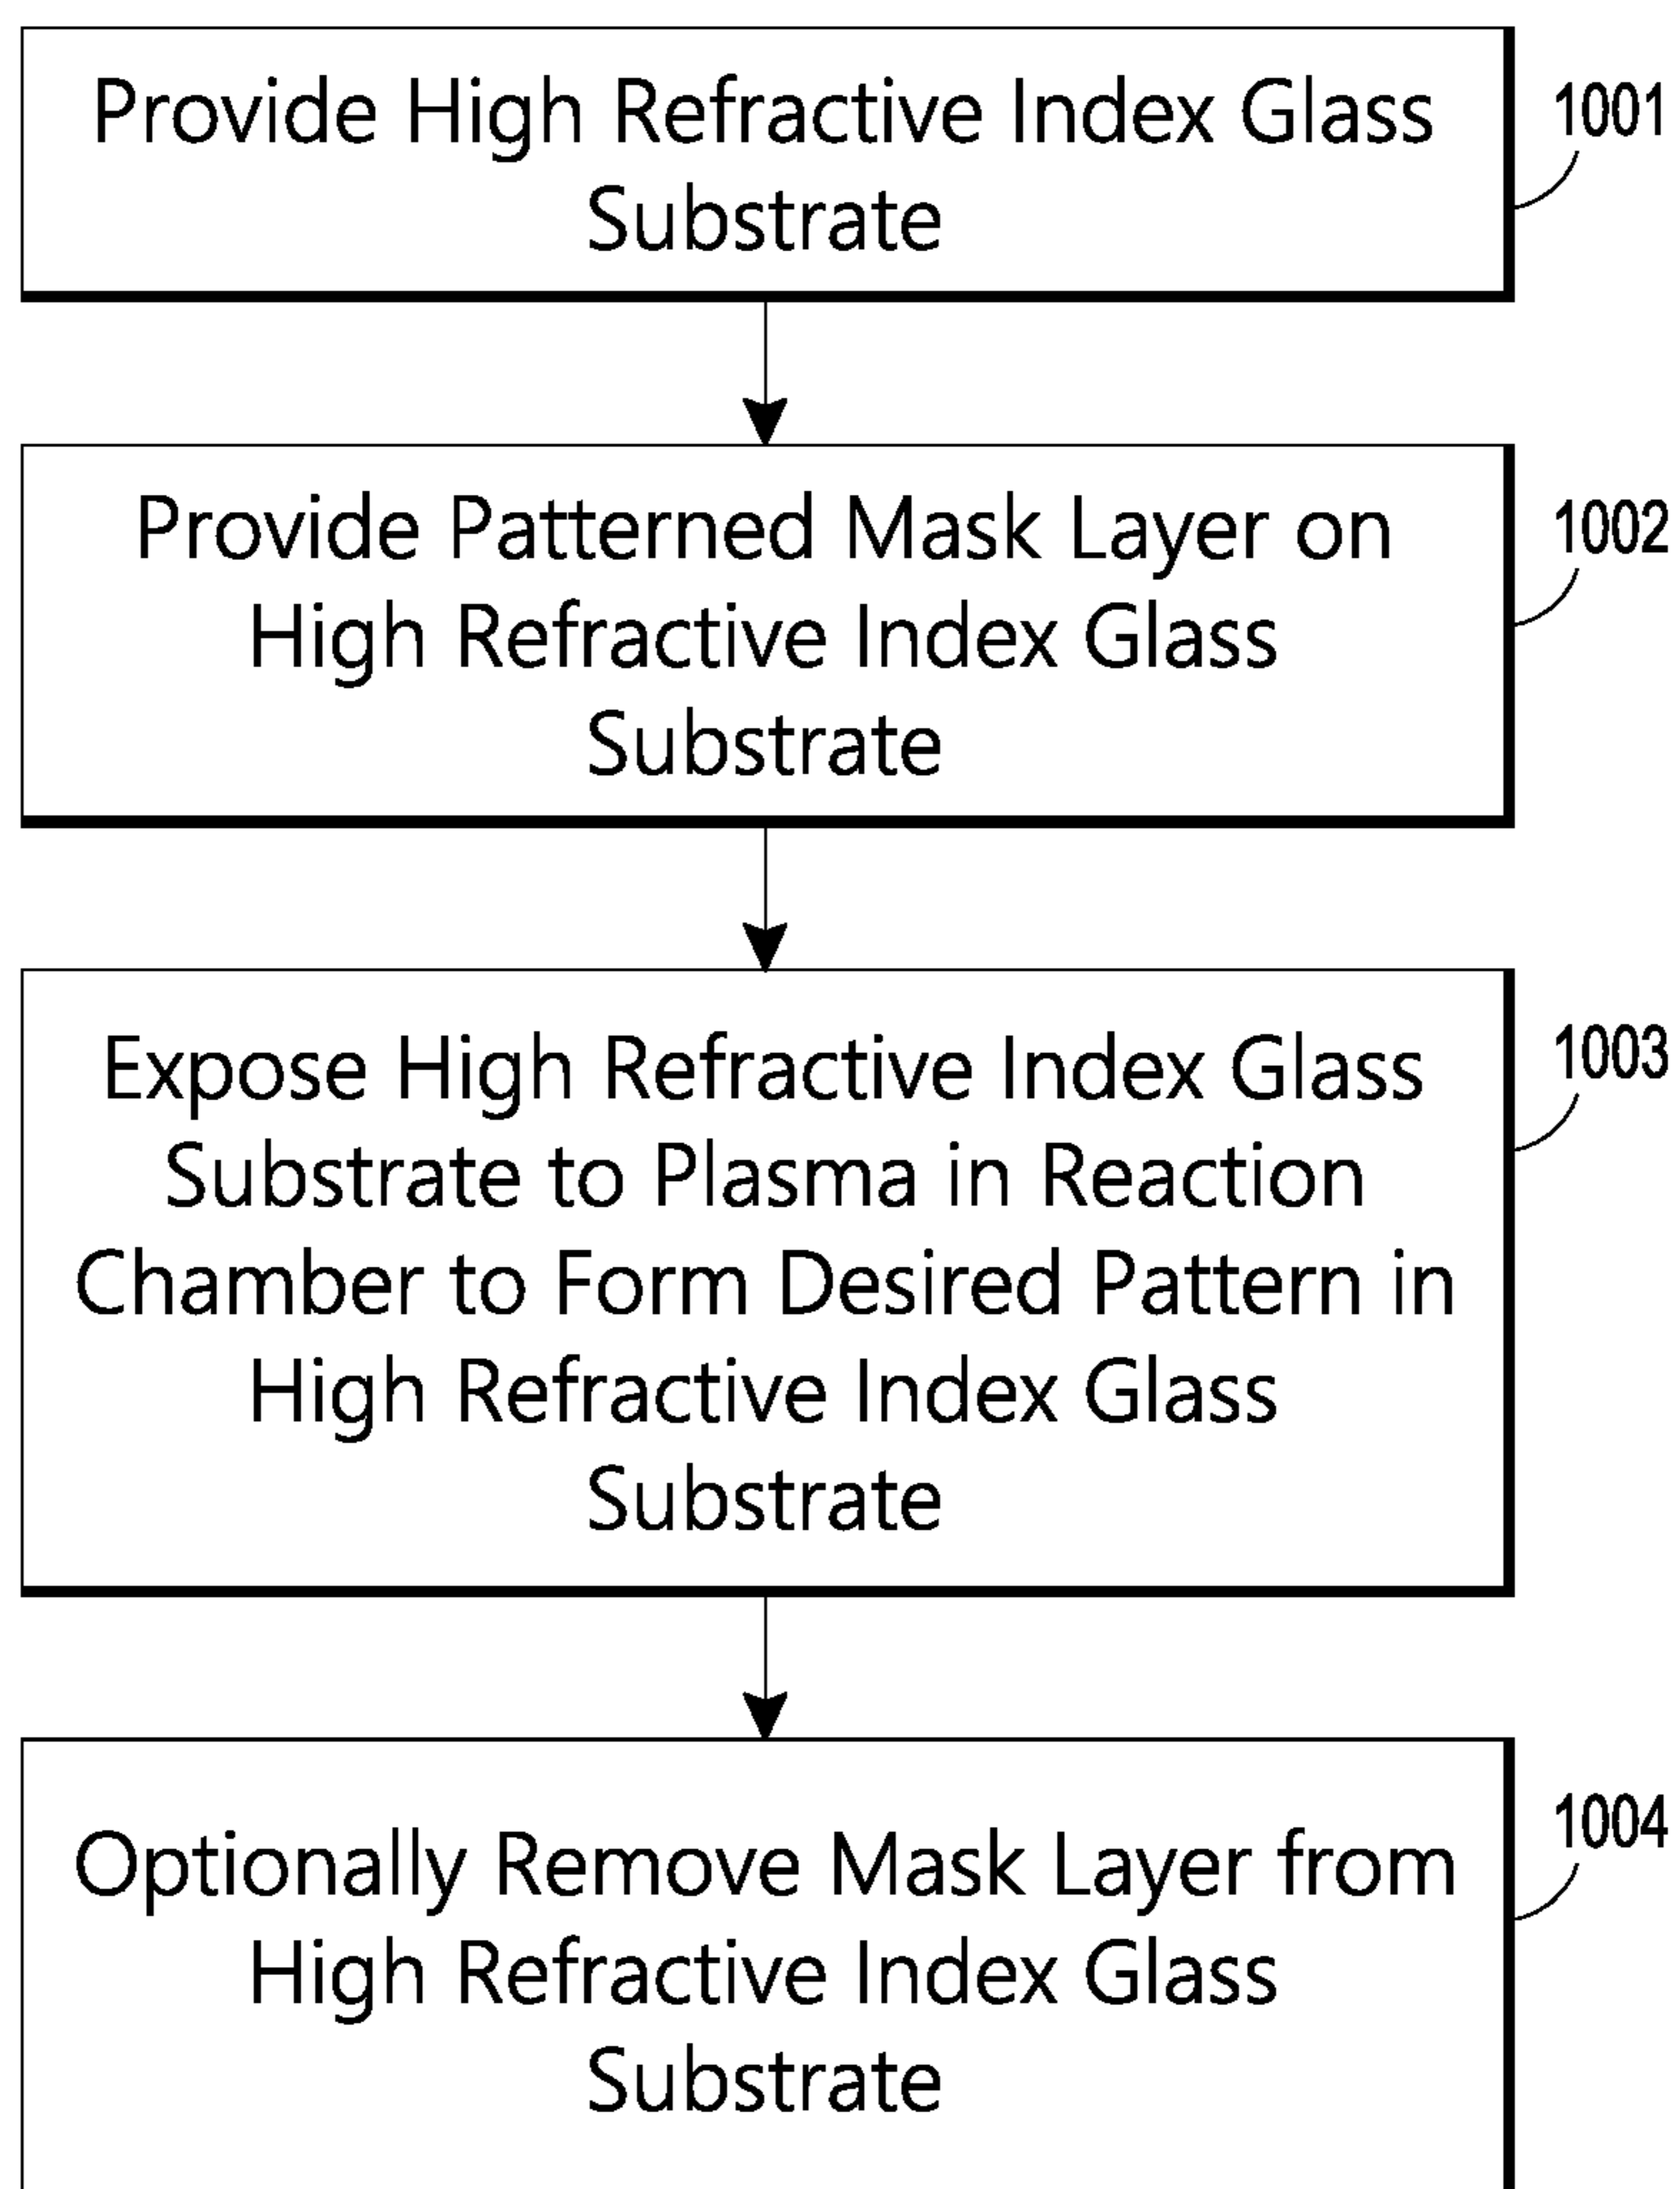 Provide High Refractive Index Glass
Substrate
1001
Provide Patterned Mask Layer on
High Refractive Index Glass
Substrate
1002
Expose High Refractive Index Glass
Substrate to Plasma in Reaction
Chamber to Form Desired Pattern in
High Refractive Index Glass
Substrate
1003
Optionally Remove Mask Layer from
High Refractive Index Glass
Substrate
1004